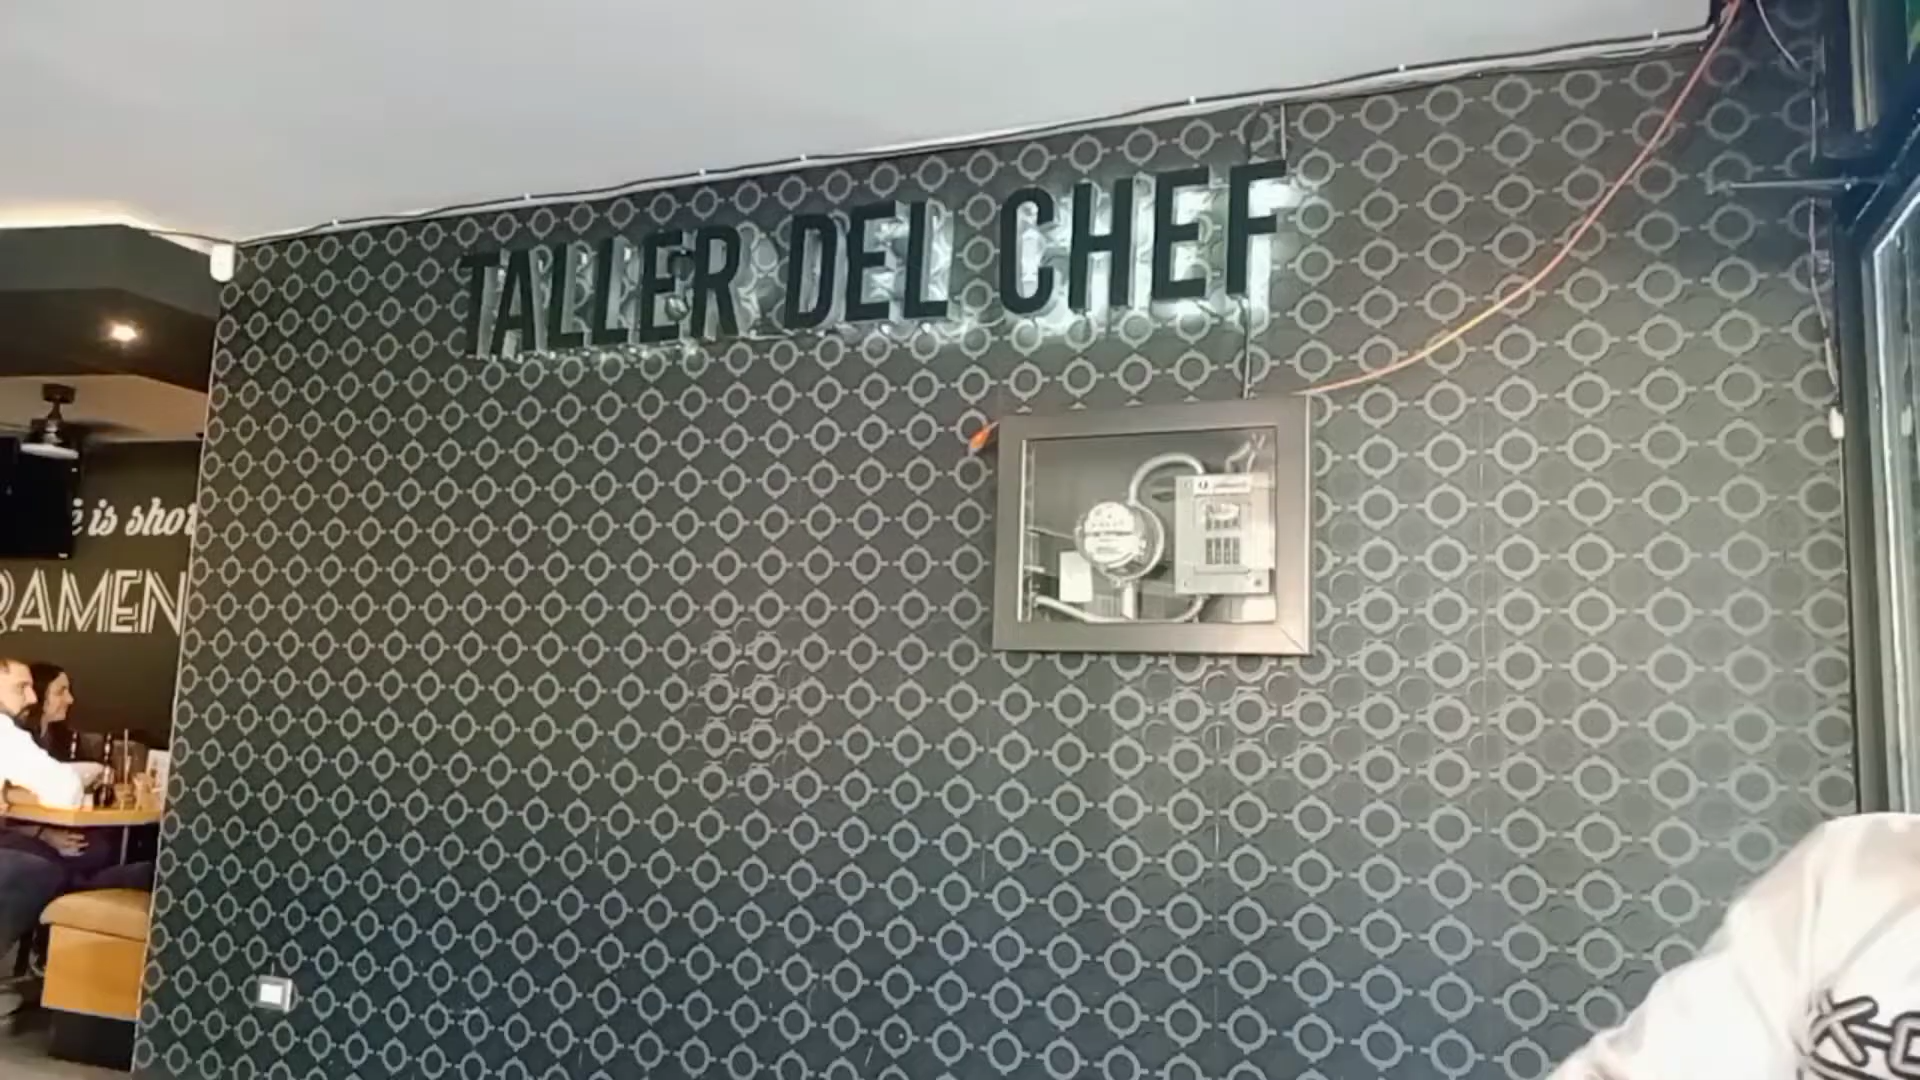 TALLER DEL CHEF
is shor
RAMEN